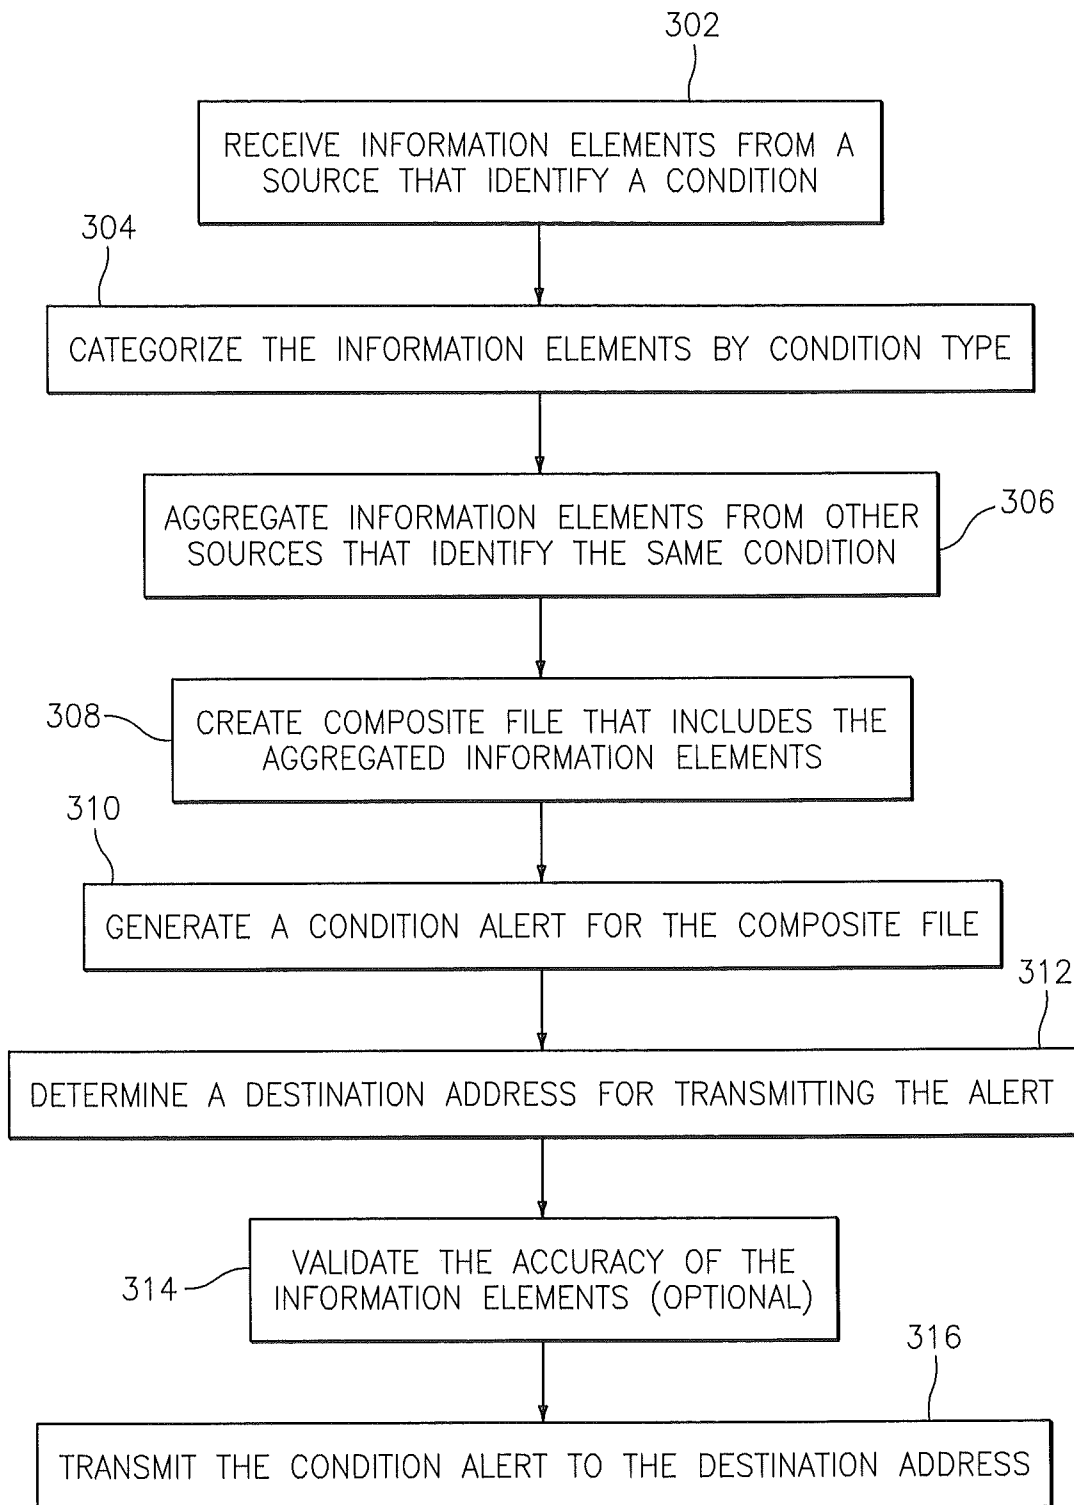 302
RECEIVE INFORMATION ELEMENTS FROM A
SOURCE THAT IDENTIFY A CONDITION
304
CATEGORIZE THE INFORMATION ELEMENTS BY CONDITION TYPE
AGGREGATE INFORMATION ELEMENTS FROM OTHER
SOURCES THAT IDENTIFY THE SAME CONDITION
306
308
CREATE COMPOSITE FILE THAT INCLUDES THE
AGGREGATED INFORMATION ELEMENTS
310
GENERATE A CONDITION ALERT FOR THE COMPOSITE FILE
312
DETERMINE A DESTINATION ADDRESS FOR TRANSMITTING THE ALERT
314
VALIDATE THE ACCURACY OF THE
INFORMATION ELEMENTS (OPTIONAL)
316
TRANSMIT THE CONDITION ALERT TO THE DESTINATION ADDRESS